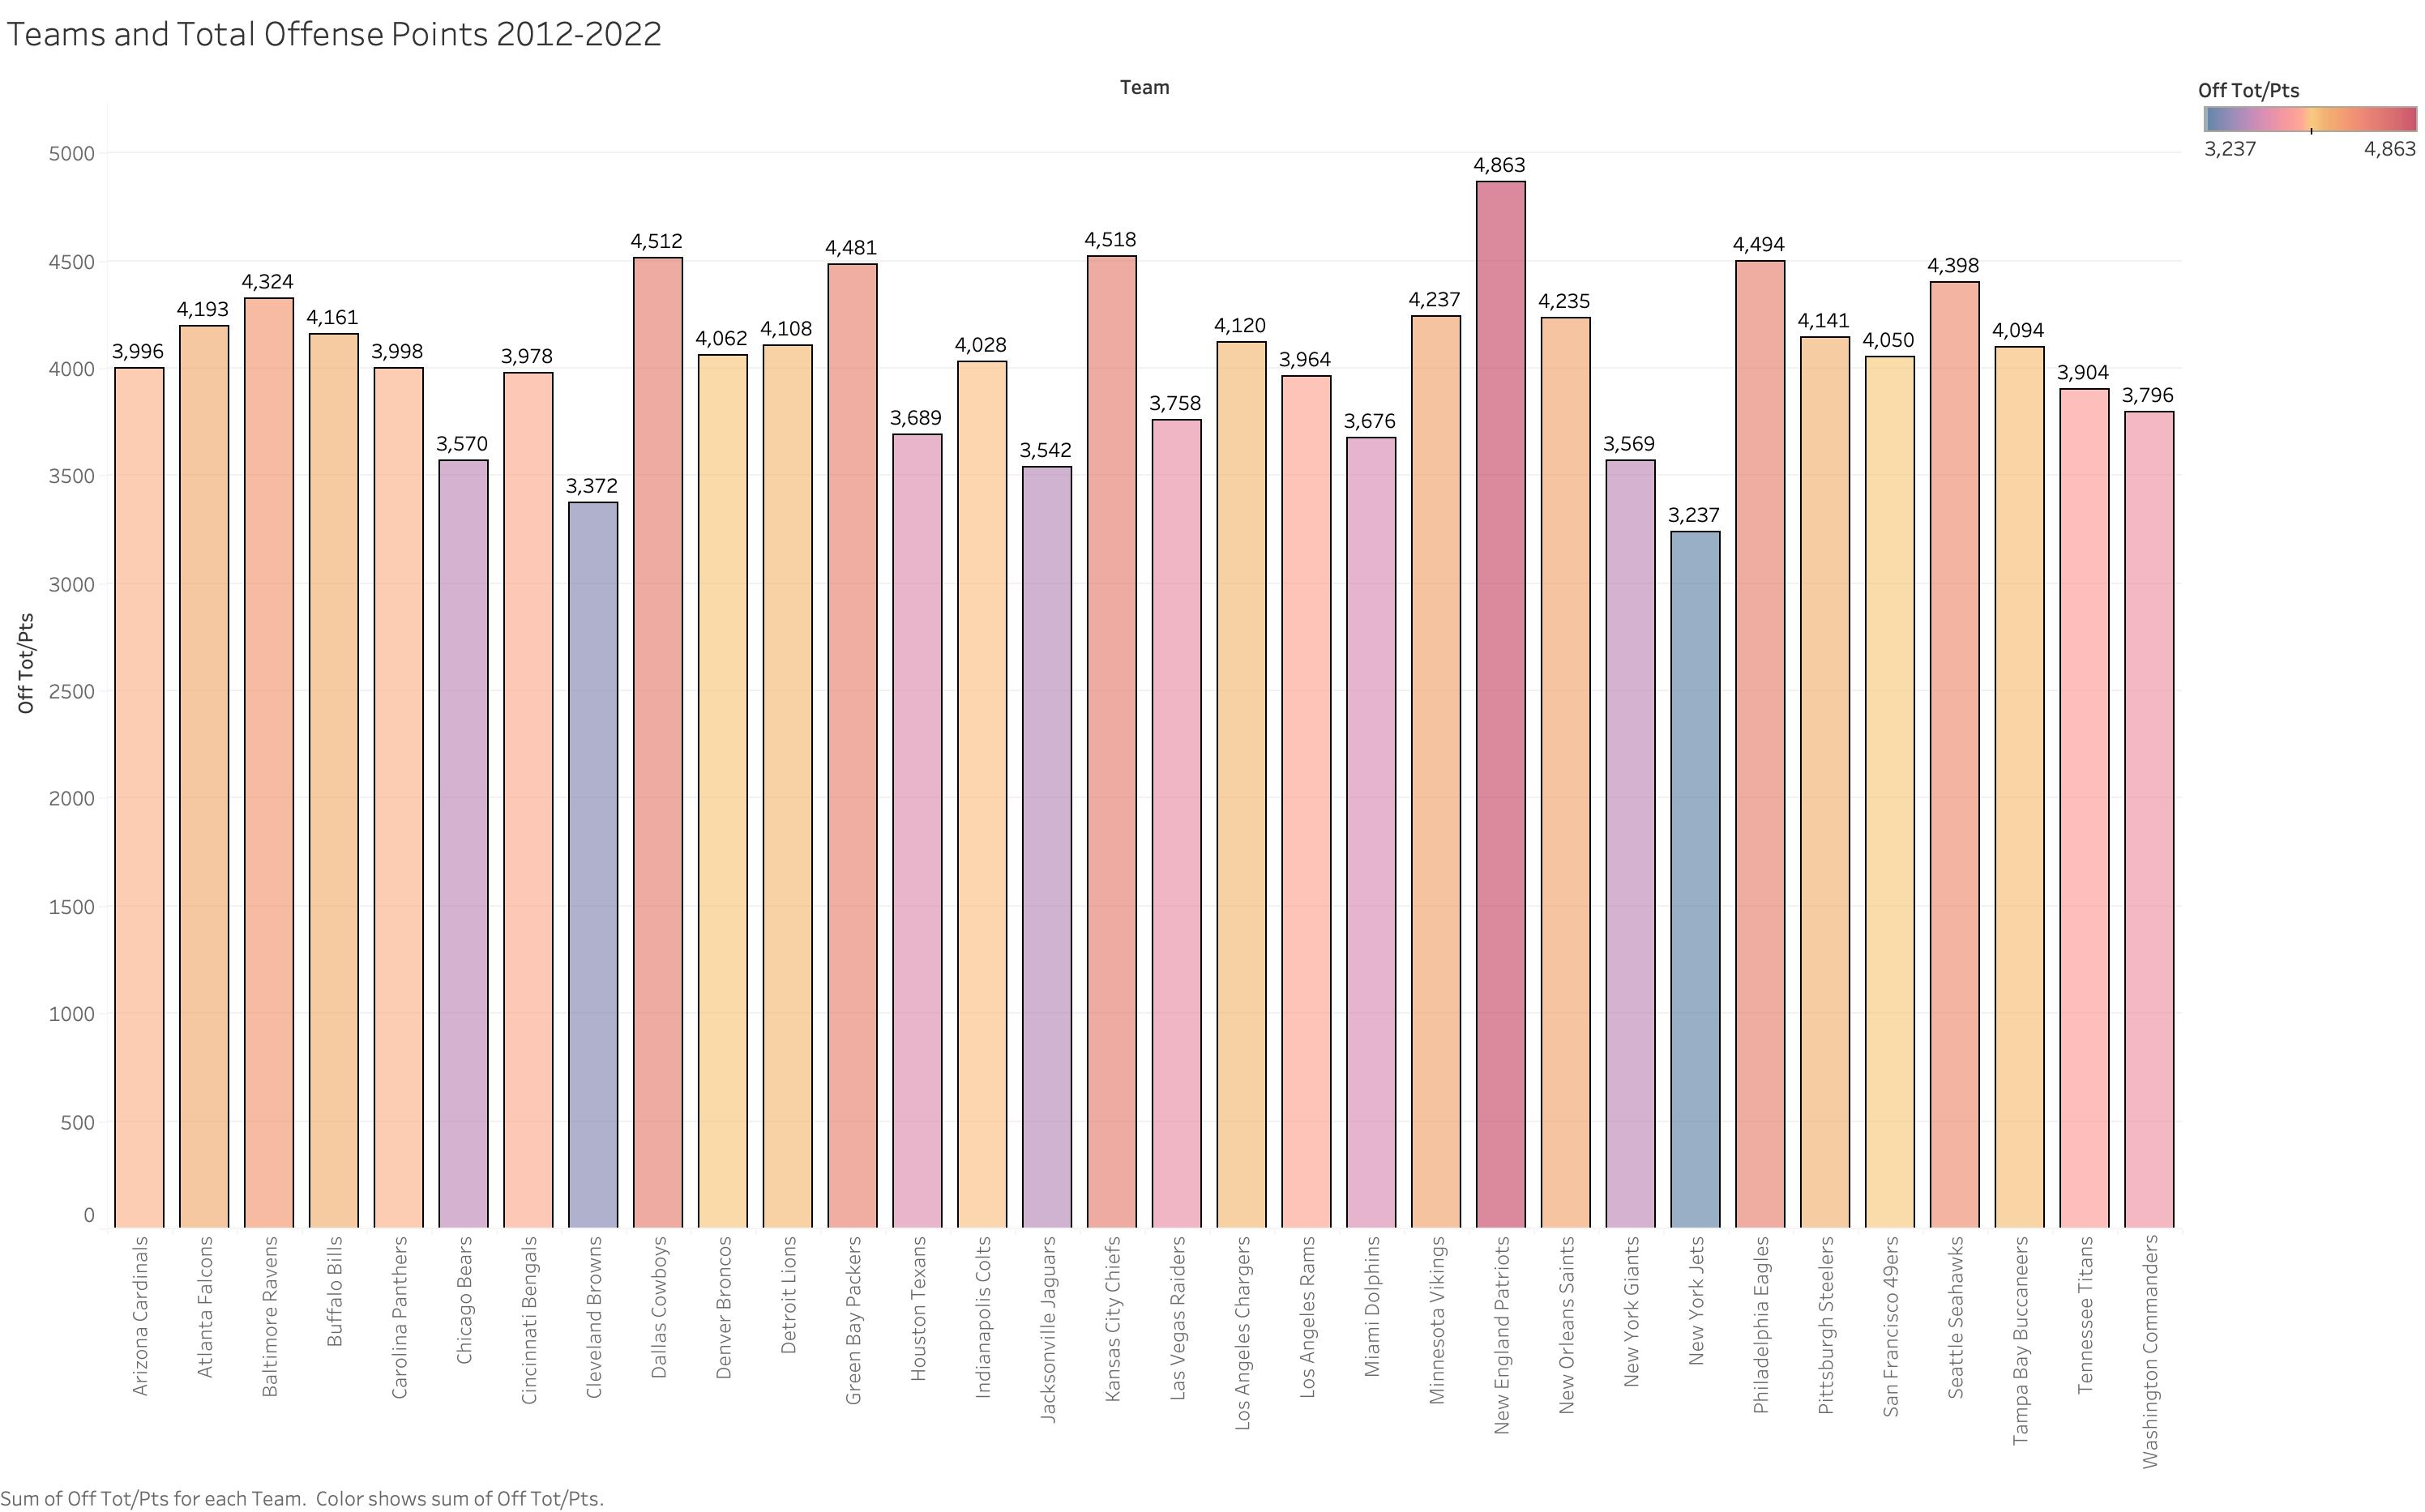 Teams and Total Offense Points 2012-2022
Team
Off Tot/Pts
3,237 4,863
Off Tot/Pts
5000
4500
4000
3500
3000
2500
2000
1500
1000
500
0
3,996
4,193
4,324
4,161
3,998
3,570
3,978
3,372
4,512
4,062
4,108
4,481
3,689
4,028
3,542
4,518
3,758
4,120
3,964
3,676
4,237
4,863
4,235
3,569
3,237
4,494
4,141
4,050
4,398
4,094
3,904
3,796
Arizona Cardinals
Atlanta Falcons
Baltimore Ravens
Buffalo Bills
Carolina Panthers
Chicago Bears
Cincinnati Bengals
Cleveland Browns
Dallas Cowboys
Denver Broncos
Detroit Lions
Green Bay Packers
Houston Texans
Indianapolis Colts
Jacksonville Jaguars
Kansas City Chiefs
Las Vegas Raiders
Los Angeles Chargers
Los Angeles Rams
Miami Dolphins
Minnesota Vikings
New England Patriots
New Orleans Saints
New York Giants
New York Jets
Philadelphia Eagles
Pittsburgh Steelers
San Francisco 49ers
Seattle Seahawks
Tampa Bay Buccaneers
Tennessee Titans
Washington Commanders
Sum of Off Tot/Pts for each Team.  Color shows sum of Off Tot/Pts.